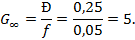 G∞ = Đ/f = 0,25/0,05 = 5.